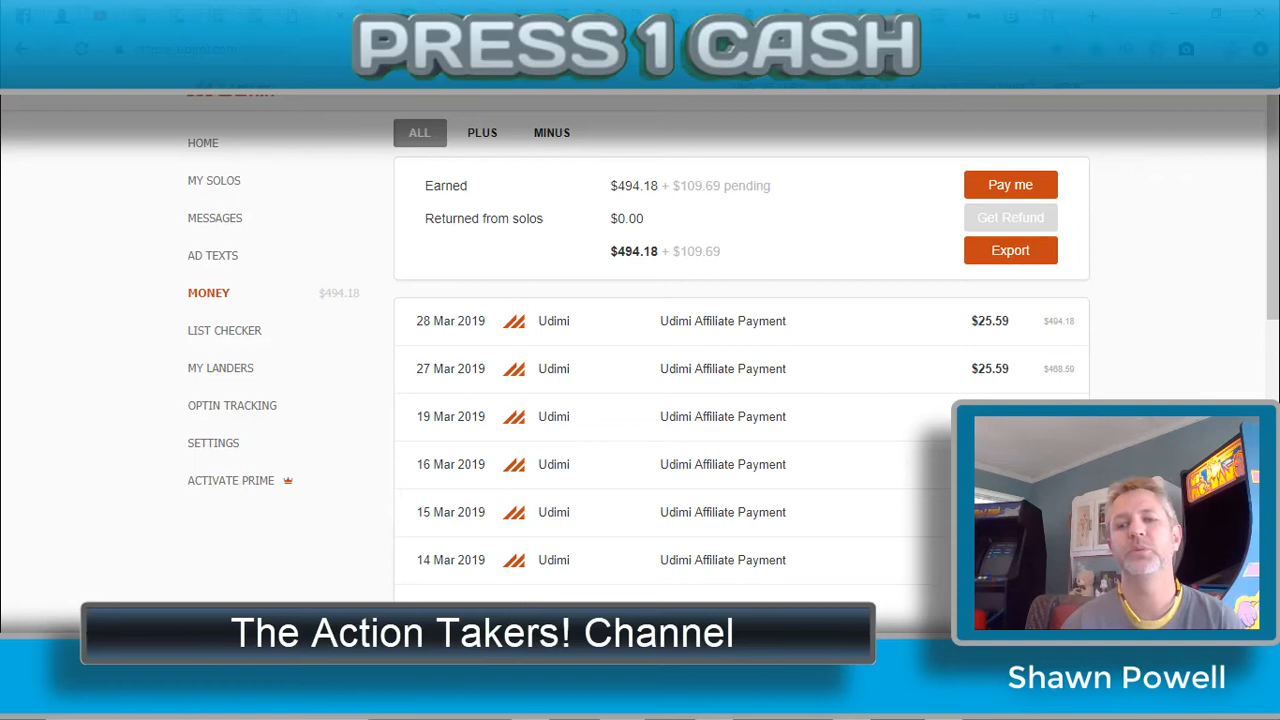 PRESS 1 CASH
ALL PLUS MINUS
HOME
MY SOLOS
MESSAGES
AD TEXTS
MONEY $494.18
LIST CHECKER
MY LANDERS
OPTIN TRACKING
SETTINGS
ACTIVATE PRIME
Earned $494.18 + $109.69 pending Pay me
Returned from solos $0.00 Get Refund
$494.18 + $109.69 Export
28 Mar 2019 Udimi Udimi Affiliate Payment $25.59 $494.18
27 Mar 2019 Udimi Udimi Affiliate Payment $25.59 $468.59
19 Mar 2019 Udimi Udimi Affiliate Payment
16 Mar 2019 Udimi Udimi Affiliate Payment
15 Mar 2019 Udimi Udimi Affiliate Payment
14 Mar 2019 Udimi Udimi Affiliate Payment
The Action Takers! Channel
Shawn Powell